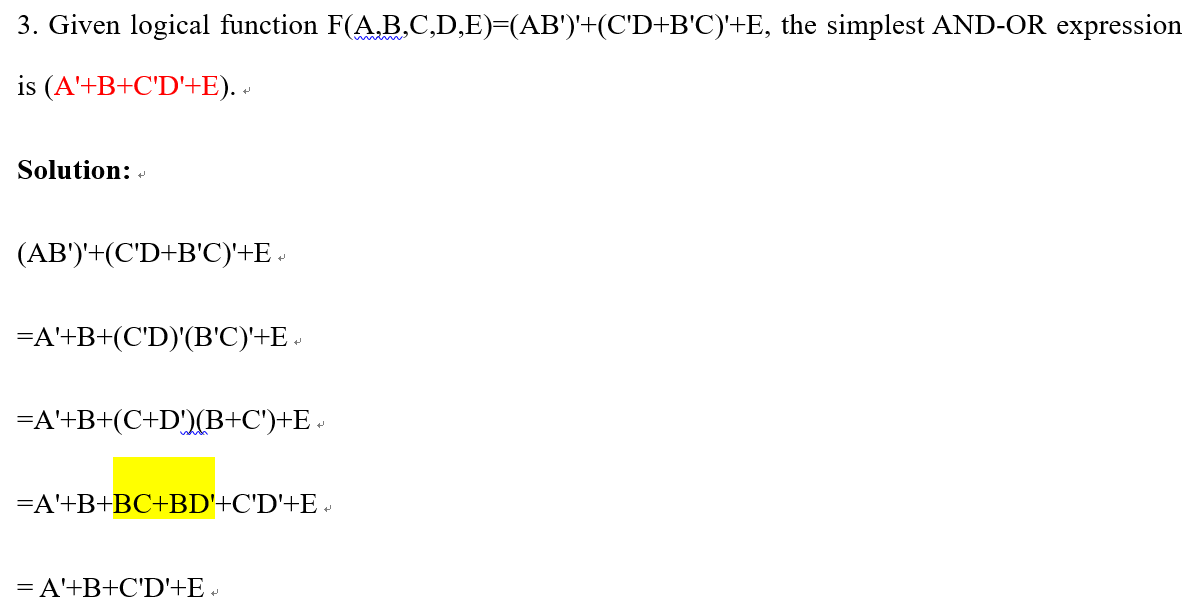 3. Given logical function F(A,B,C,D,E)=(AB')'+(C'D+B'C)'+E, the simplest AND-OR expression
is (A'+B+C'D'+E).
Solution:
(AB')'+(C'D+B'C)'+E
=A'+B+(C'D)'(B'C)'+E
=A'+B+(C+D')(B+C')+E
=A'+B+BC+BD'+C'D'+E
= A'+B+C'D'+E